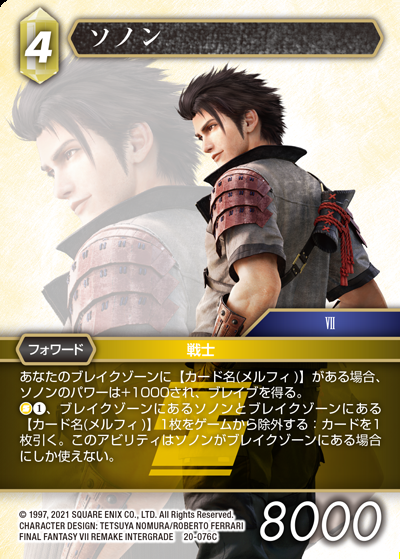 4
ソノン
VII
フォワード
戦士
あなたのブレイクゾーンに【カード名(メルフィ)】がある場合、
ソノンのパワーは+1000され、ブレイブを得る。
❶、ブレイクゾーンにあるソノンとブレイクゾーンにある
【カード名(メルフィ)】1枚をゲームから除外する:カードを1
枚引く。このアビリティはソノンがブレイクゾーンにある場合
にしか使えない。
© 1997, 2021 SQUARE ENIX CO., LTD. All Rights Reserved.
CHARACTER DESIGN: TETSUYA NOMURA/ROBERTO FERRARI
FINAL FANTASY VII REMAKE INTERGRADE 20-076C
8000